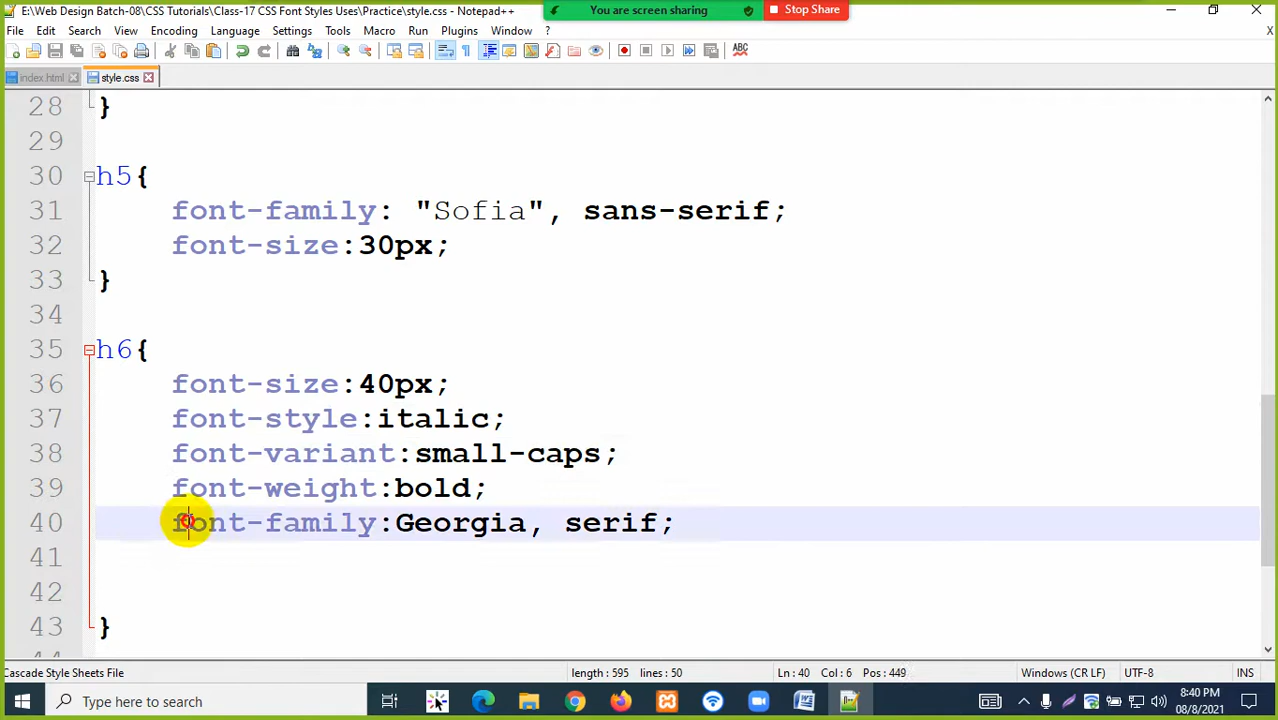 E:\Web Design Batch-08\CSS Tutorials\Class-17 CSS Font Styles Uses\Practice\style.css - Notepad++
You are screen sharing
Stop Share
File Edit Search View Encoding Language Settings Tools Macro Run Plugins Window ?
X
ABC
index.html
style.css
28 }
29
30 h5{
31 font-family: "Sofia", sans-serif;
32 font-size:30px;
33 }
34
35 h6{
36 font-size:40px;
37 font-style:italic;
38 font-variant:small-caps;
39 font-weight:bold;
40 font-family:Georgia, serif;
41
42
43 }
Cascade Style Sheets File length : 595 lines : 50 Ln : 40 Col : 6 Pos : 449 Windows (CR LF) UTF-8 INS
Type here to search
8:40 PM
08/8/2021